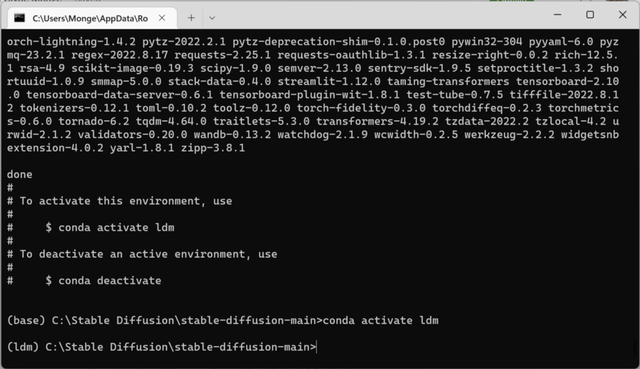 C:\Users\Monge\AppData\Ro
orch-lightning-1.4.2 pytz-2022.2.1 pytz-deprecation-shim-0.1.0.post0 pywin32-304 pyyaml-6.0 pyz
mq-23.2.1 regex-2022.8.17 requests-2.25.1 requests-oauthlib-1.3.1 resize-right-0.0.2 rich-12.5.
1 rsa-4.9 scikit-image-0.19.3 scipy-1.9.0 semver-2.13.0 sentry-sdk-1.9.5 setproctitle-1.3.2 sho
rtuuid-1.0.9 smmap-5.0.0 stack-data-0.4.0 streamlit-1.12.0 taming-transformers tensorboard-2.10
.0 tensorboard-data-server-0.6.1 tensorboard-plugin-wit-1.8.1 test-tube-0.7.5 tifffile-2022.8.1
2 tokenizers-0.12.1 toml-0.10.2 toolz-0.12.0 torch-fidelity-0.3.0 torchdiffeq-0.2.3 torchmetric
s-0.6.0 tornado-6.2 tqdm-4.64.0 traitlets-5.3.0 transformers-4.19.2 tzdata-2022.2 tzlocal-4.2 u
rwid-2.1.2 validators-0.20.0 wandb-0.13.2 watchdog-2.1.9 wcwidth-0.2.5 werkzeug-2.2.2 widgetsnb
extension-4.0.2 yarl-1.8.1 zipp-3.8.1
done
#
# To activate this environment, use
#
#     $ conda activate ldm
#
# To deactivate an active environment, use
#
#     $ conda deactivate
(base) C:\Stable Diffusion\stable-diffusion-main>conda activate ldm
(ldm) C:\Stable Diffusion\stable-diffusion-main>